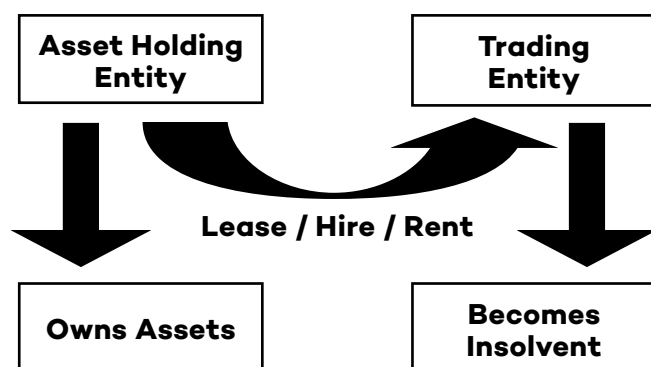 Asset Holding
Entity
Trading
Entity
Lease / Hire / Rent
Owns Assets
Becomes
Insolvent